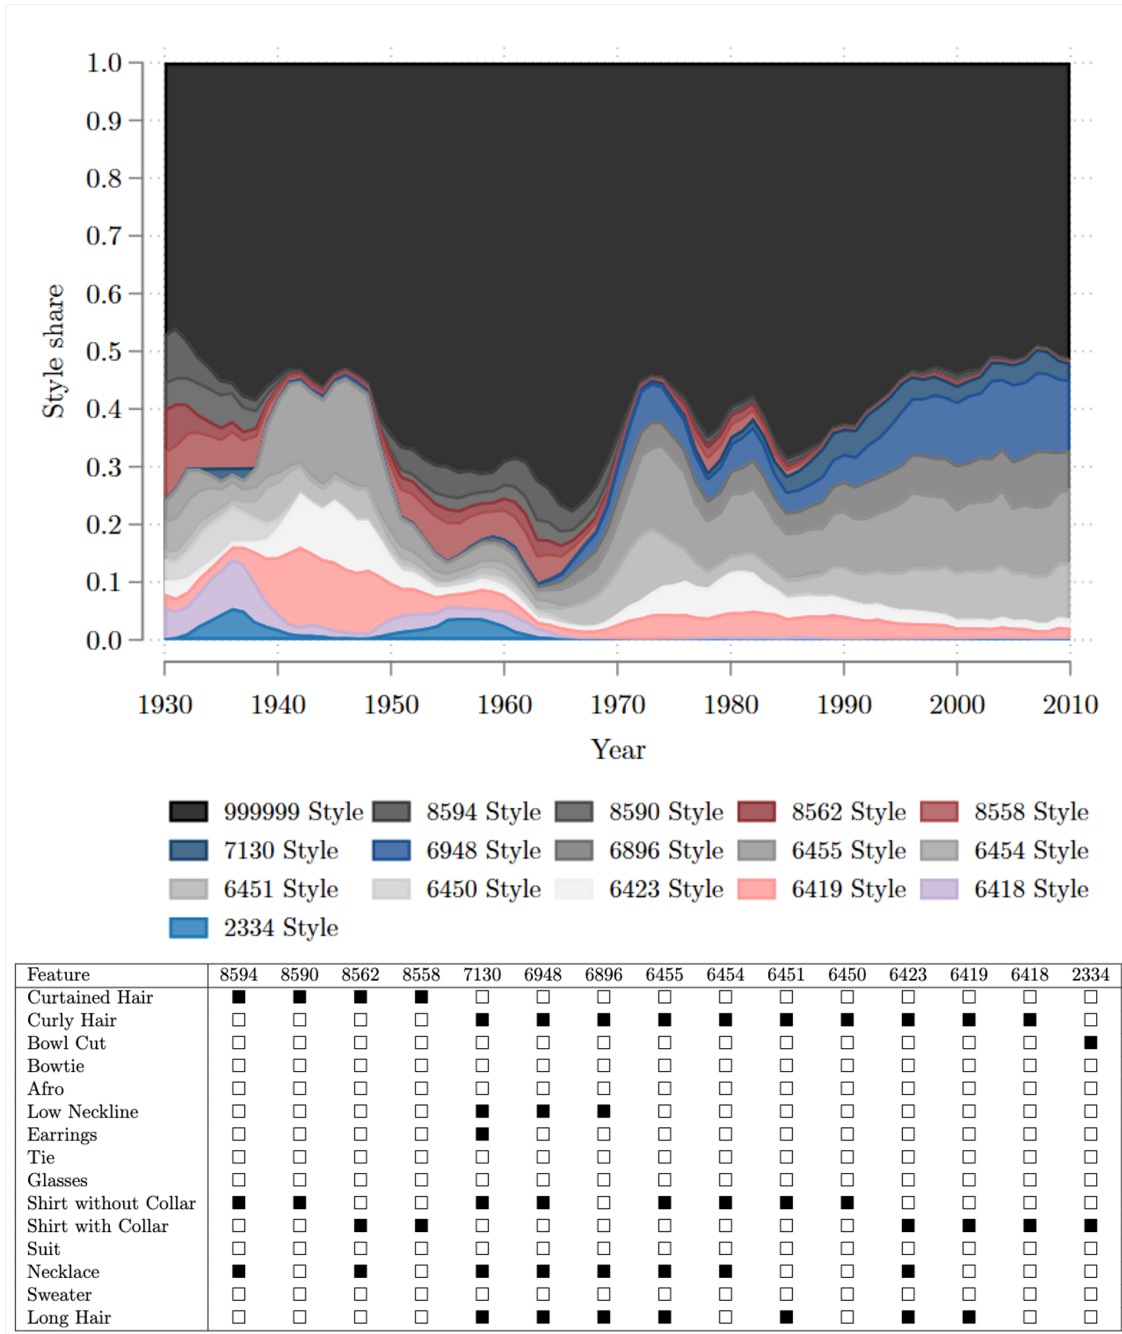 1.0
0.9
0.8
0.7
0.6
0.5
0.4
0.3
0.2
0.1
0.0
Style share
1930 1940 1950 1960 1970 1980 1990 2000 2010
Year
999999 Style 8594 Style 8590 Style 8562 Style 8558 Style
7130 Style 6948 Style 6896 Style 6455 Style 6454 Style
6451 Style 6450 Style 6423 Style 6419 Style 6418 Style
2334 Style
Feature 8594 8590 8562 8558 7130 6948 6896 6455 6454 6451 6450 6423 6419 6418 2334
Curtained Hair ■ ■ ■ ■ □ □ □ □ □ □ □ □ □ □ □
Curly Hair □ □ □ □ ■ ■ ■ ■ ■ ■ ■ ■ ■ ■ □
Bowl Cut □ □ □ □ □ □ □ □ □ □ □ □ □ □ ■
Bowtie □ □ □ □ □ □ □ □ □ □ □ □ □ □ □
Afro □ □ □ □ □ □ □ □ □ □ □ □ □ □ □
Low Neckline □ □ □ □ ■ ■ ■ □ □ □ □ □ □ □ □
Earrings □ □ □ □ ■ □ □ □ □ □ □ □ □ □ □
Tie □ □ □ □ □ □ □ □ □ □ □ □ □ □ □
Glasses □ □ □ □ □ □ □ □ □ □ □ □ □ □ □
Shirt without Collar ■ ■ □ □ ■ ■ □ ■ ■ ■ ■ □ □ □ □
Shirt with Collar □ □ ■ ■ □ □ □ □ □ □ □ ■ ■ ■ ■
Suit □ □ □ □ □ □ □ □ □ □ □ □ □ □ □
Necklace ■ □ ■ □ ■ ■ ■ ■ ■ □ □ ■ □ □ □
Sweater □ □ □ □ □ □ □ □ □ □ □ □ □ □ □
Long Hair □ □ □ □ ■ ■ ■ ■ □ ■ □ ■ ■ □ □